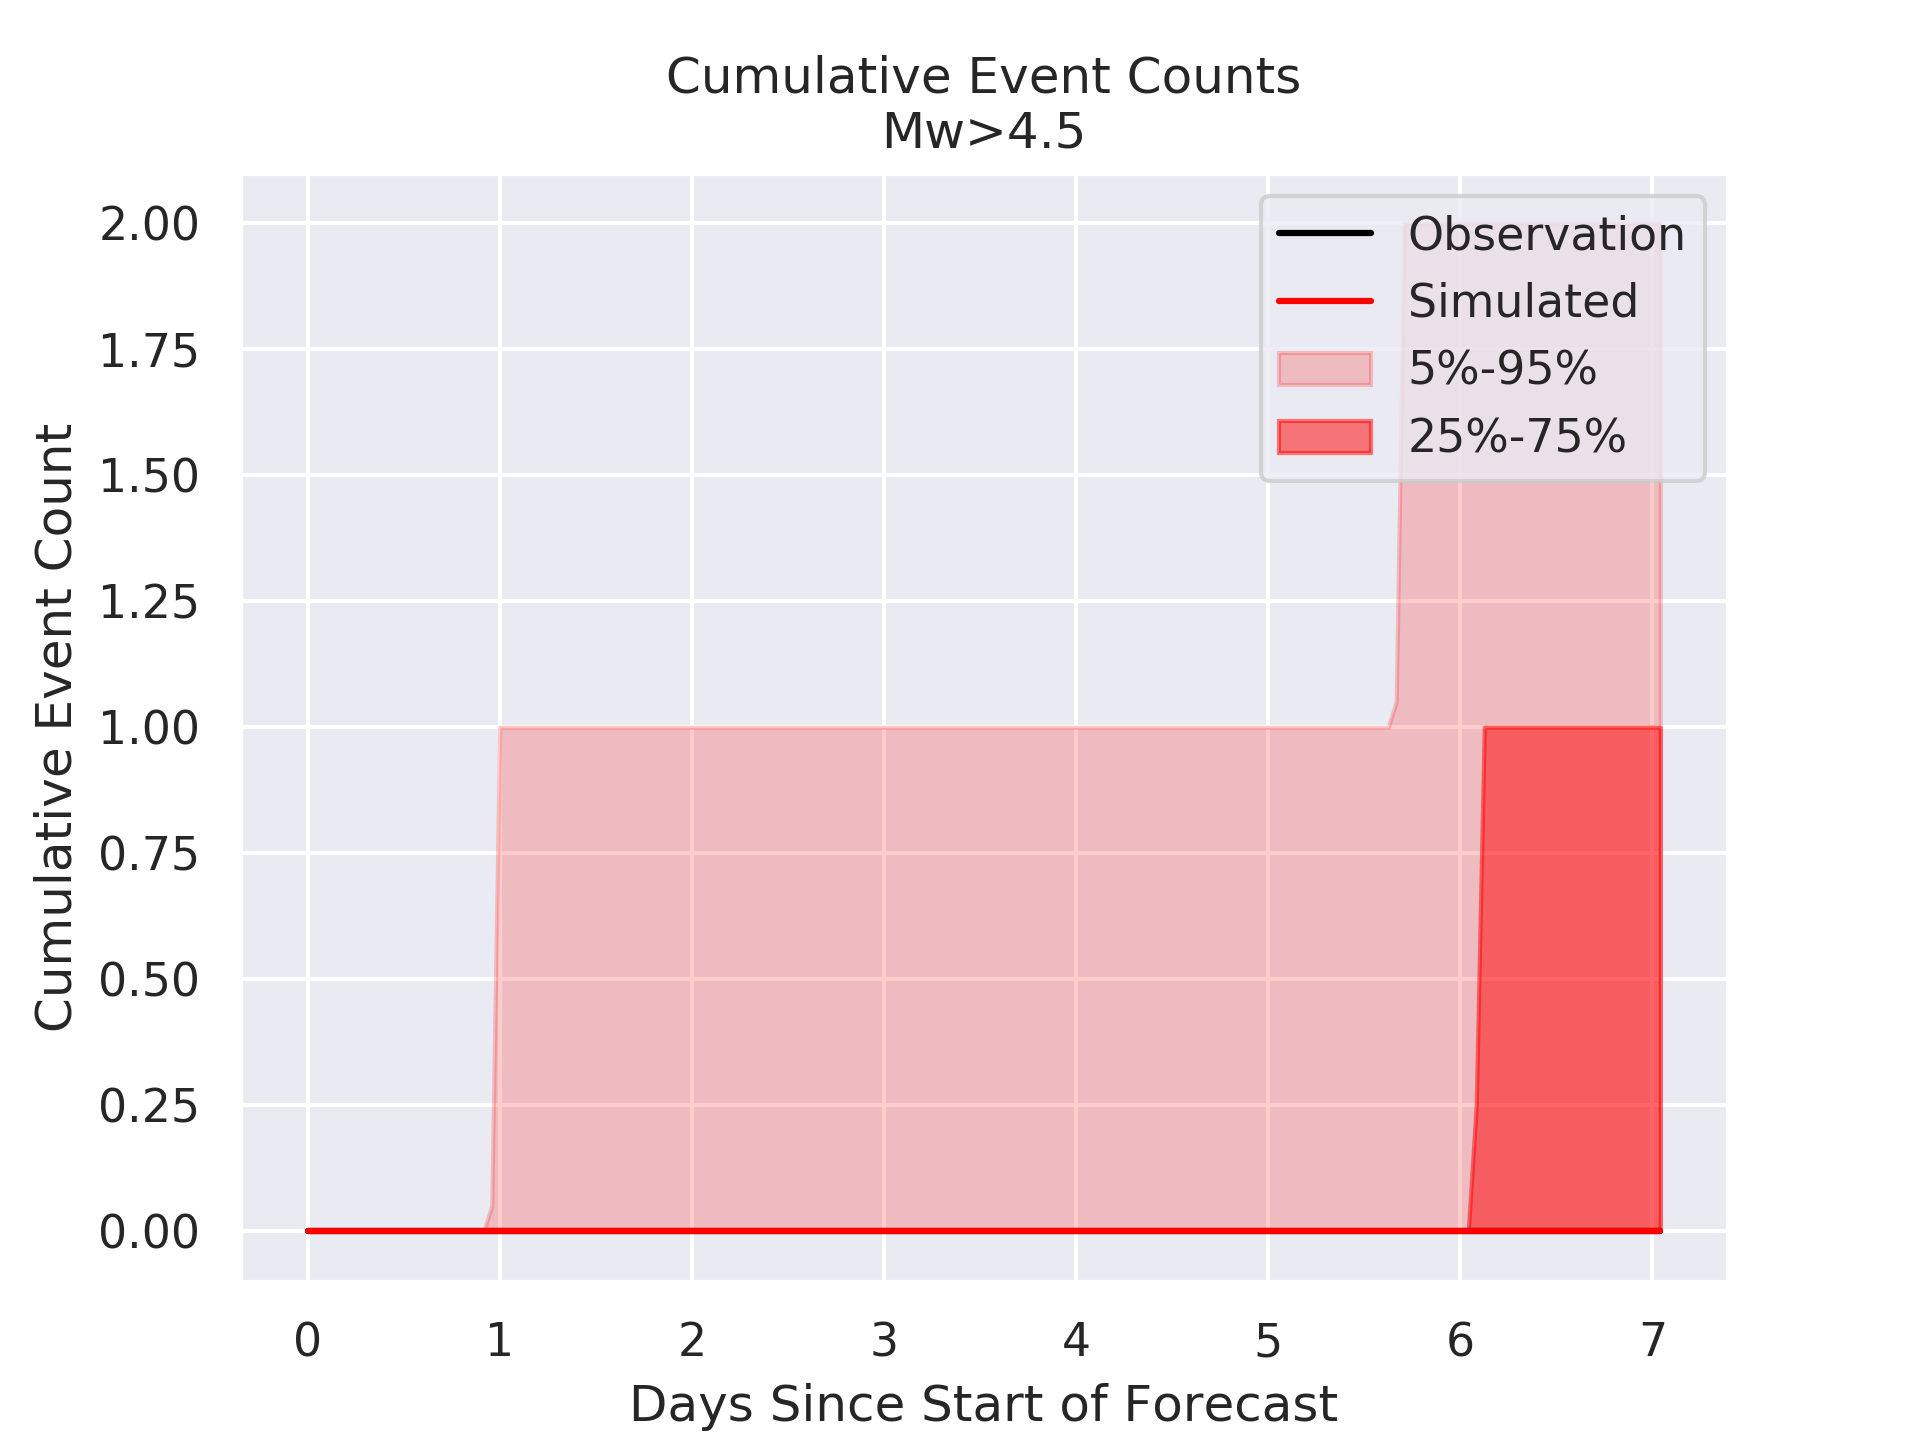 Cumulative Event Counts
Mw>4.5
Cumulative Event Count
2.00
1.75
1.50
1.25
1.00
0.75
0.50
0.25
0.00
Observation
Simulated
5%-95%
25%-75%
0 1 2 3 4 5 6 7
Days Since Start of Forecast